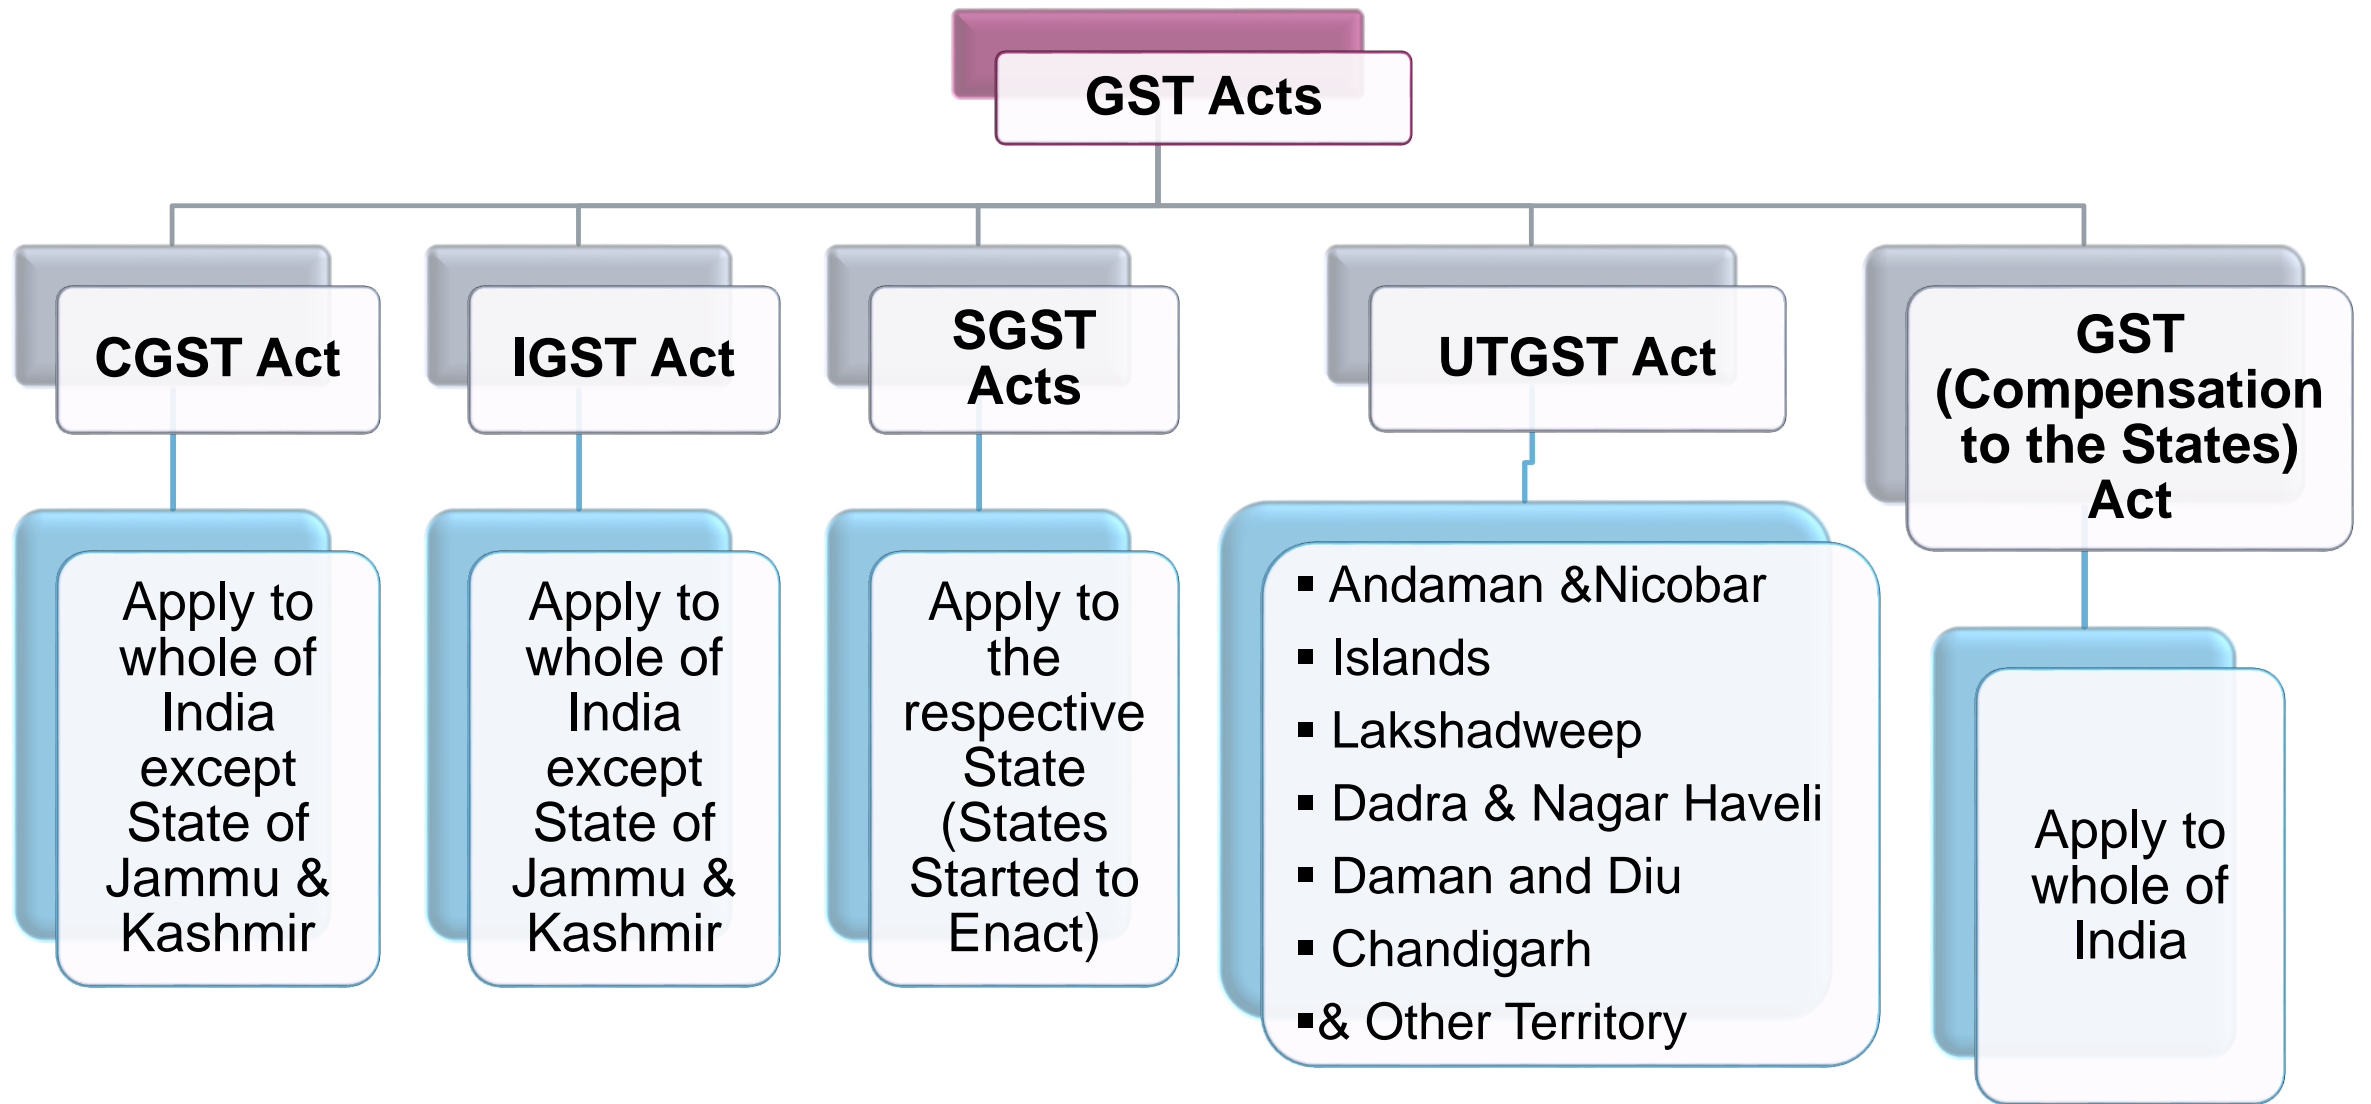 GST Acts
CGST Act
IGST Act
SGST
Acts
UTGST Act
GST
(Compensation
to the States)
Act
Apply to
whole of
India
except
State of
Jammu &
Kashmir
Apply to
whole of
India
except
State of
Jammu &
Kashmir
Apply to
the
respective
State
(States
Started to
Enact)
▪ Andaman &Nicobar
▪ Islands
▪ Lakshadweep
▪ Dadra & Nagar Haveli
▪ Daman and Diu
▪ Chandigarh
▪& Other Territory
Apply to
whole of
India